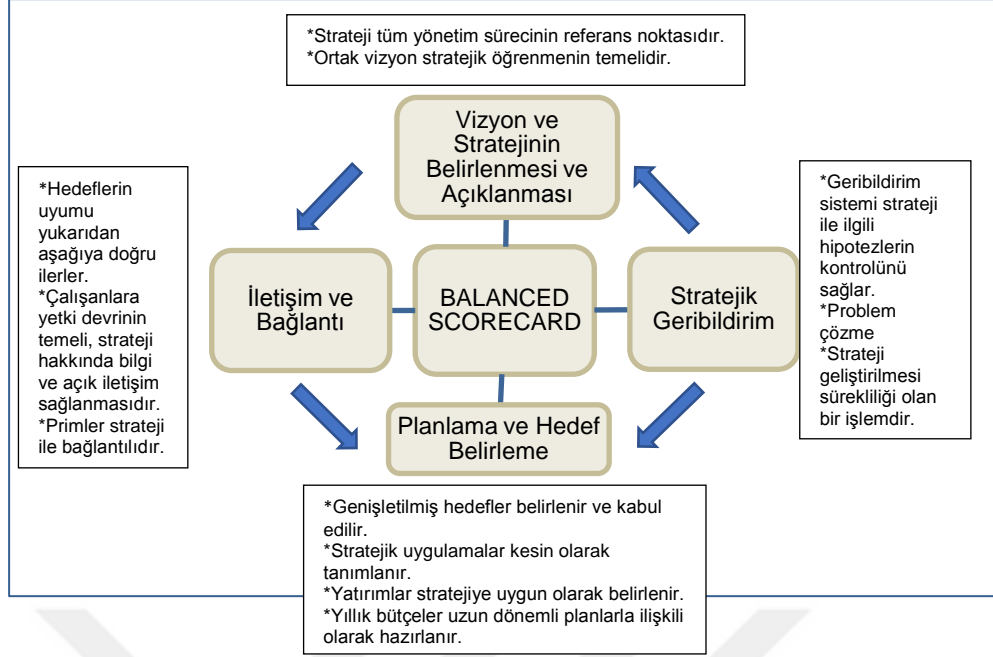 *Strateji tüm yönetim sürecinin referans noktasıdır.
*Ortak vizyon stratejik öğrenmenin temelidir.
Vizyon ve
Stratejinin
Belirlenmesi ve
Açıklanması
*Hedeflerin
uyumu
yukarıdan
aşağıya doğru
ilerler.
*Çalışanlara
yetki devrinin
temeli, strateji
hakkında bilgi
ve açık iletişim
sağlanmasıdır.
*Primler strateji
ile bağlantılıdır.
İletişim ve
Bağlantı
BALANCED
SCORECARD
Stratejik
Geribildirim
*Geribildirim
sistemi strateji
ile ilgili
hipotezlerin
kontrolünü
sağlar.
*Problem
çözme
*Strateji
geliştirilmesi
sürekliliği olan
bir işlemdir.
Planlama ve Hedef
Belirleme
*Genişletilmiş hedefler belirlenir ve kabul
edilir.
*Stratejik uygulamalar kesin olarak
tanımlanır.
*Yatırımlar stratejiye uygun olarak belirlenir.
*Yıllık bütçeler uzun dönemli planlarla ilişkili
olarak hazırlanır.